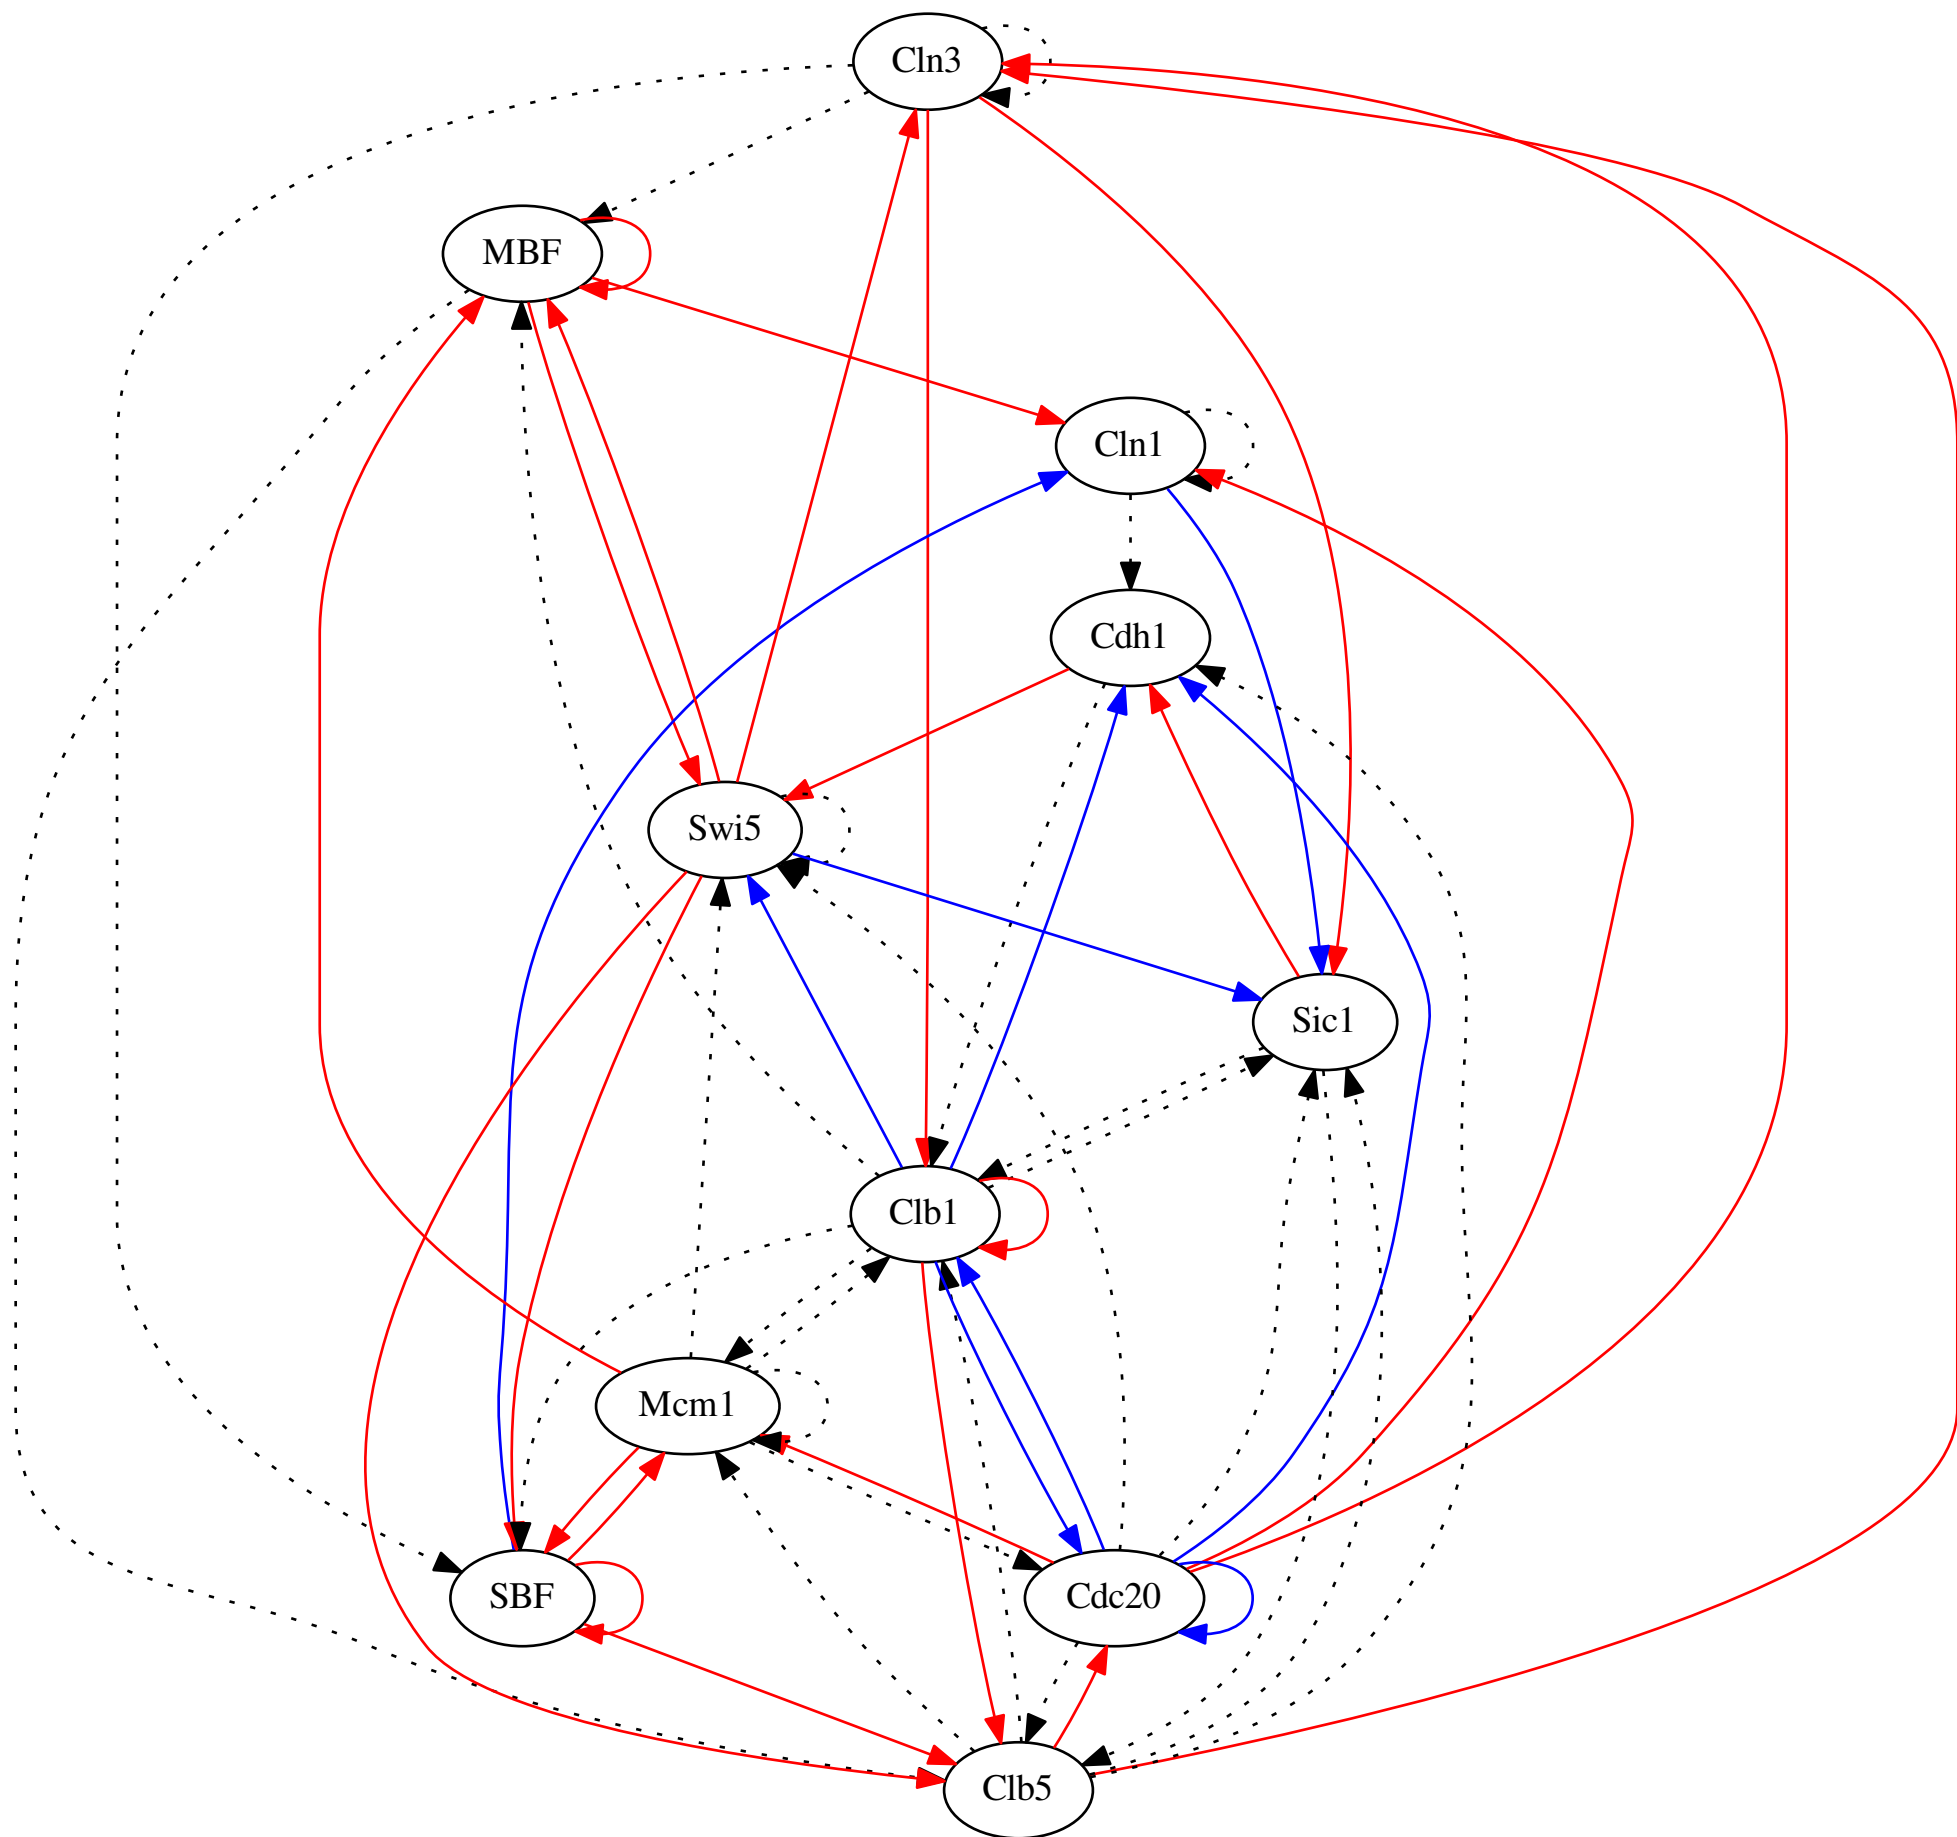 Cln3
MBF
Cln1
Cdh1
Swi5
Sic1
Clb1
Mcm1
SBF
Cdc20
Clb5